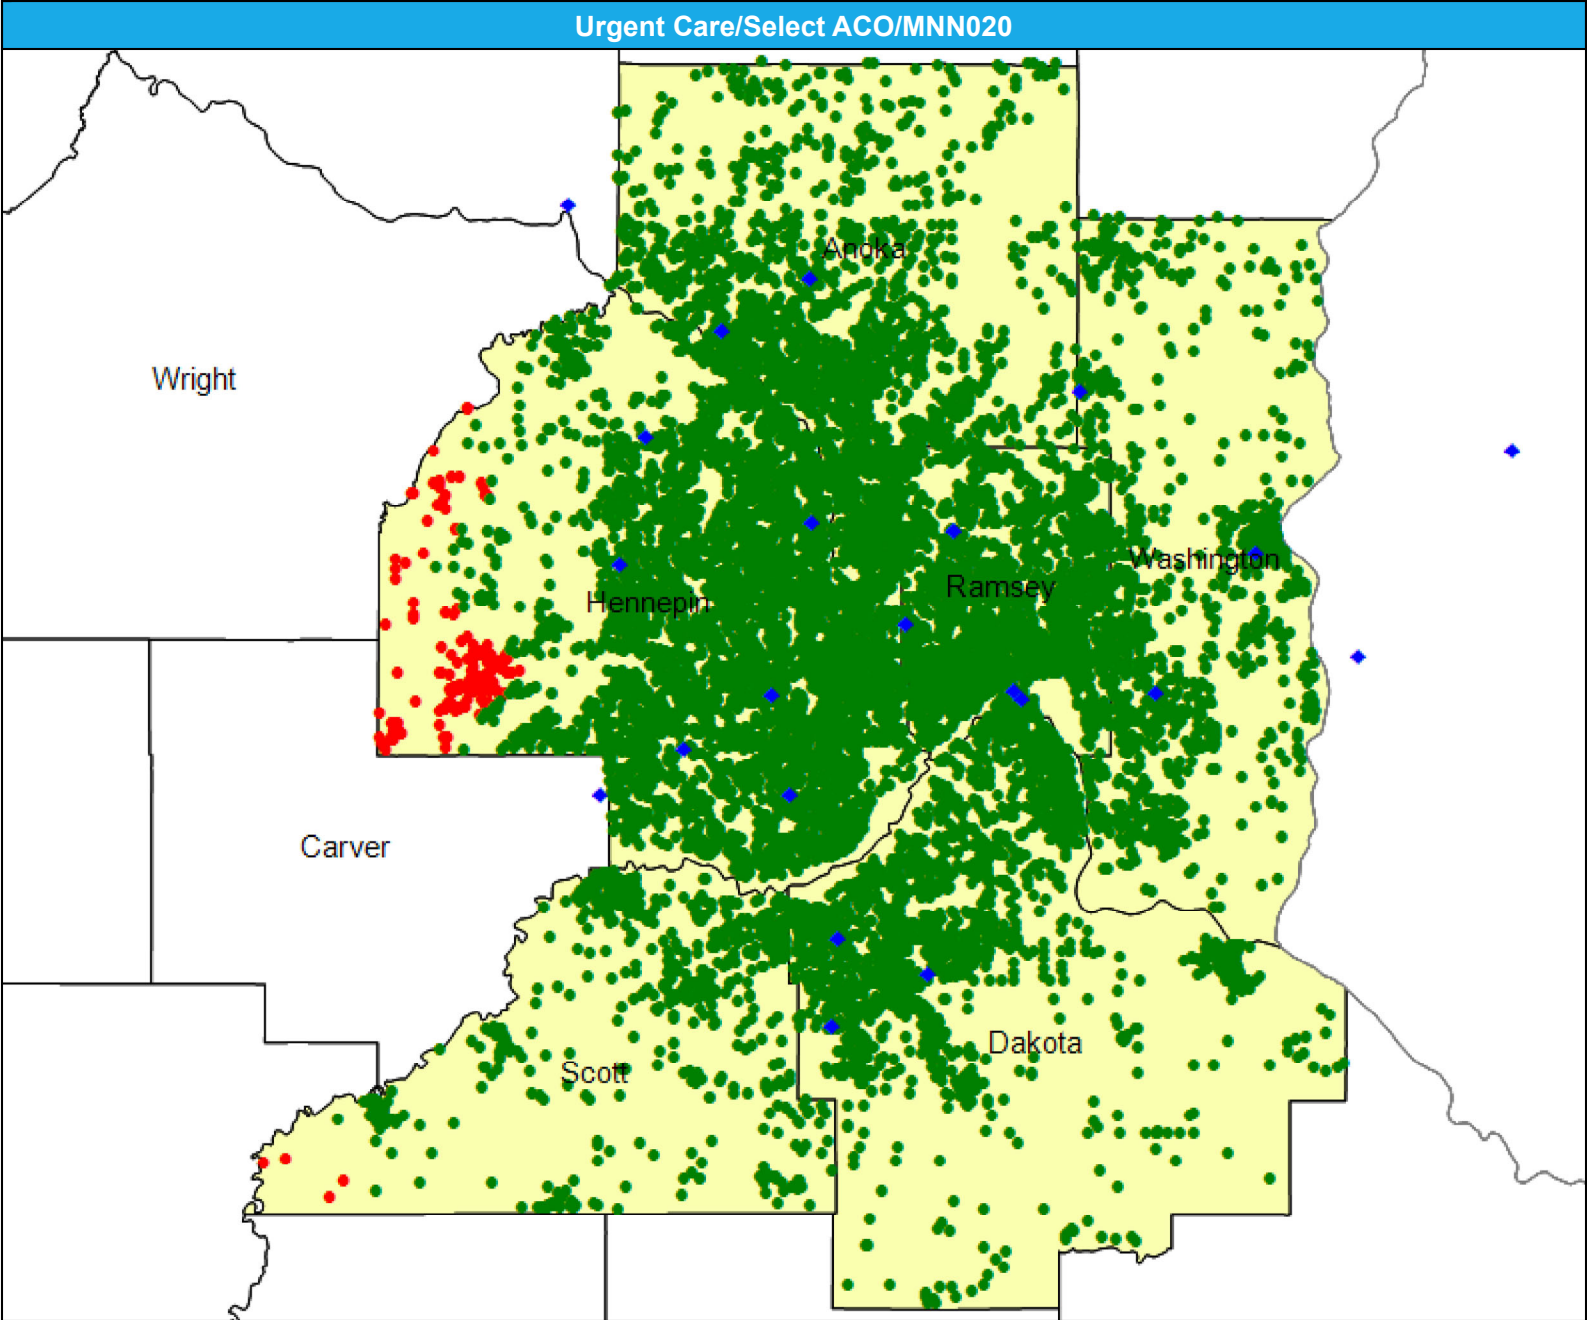 Urgent Care/Select ACO/MNN020
Anoka
Wright
Washington
Ramsey
Hennepin
Carver
Dakota
Scott